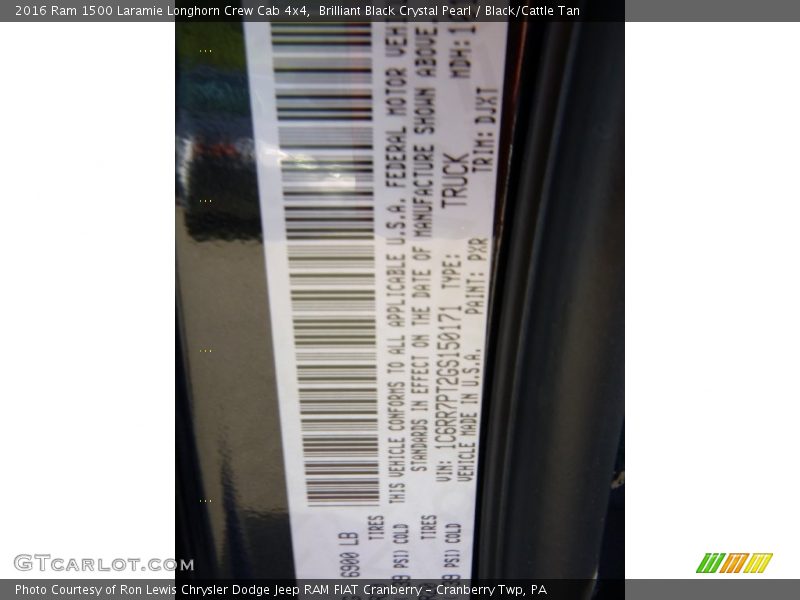 2016 Ram 1500 Laramie Longhorn Crew Cab 4x4,  Brilliant Black Crystal Pearl / Black/Cattle Tan
6900 LB
TIRES
PSI) COLD
TIRES
PSI) COLD
THIS VEHICLE CONFORMS TO ALL APPLICABLE U.S.A. FEDERAL MOTOR
STANDARDS IN EFFECT ON THE DATE OF MANUFACTURE SHOWN ABOVE.
VIN: 1C6RR7PT2GS150171 TYPE: TRUCK MDH:
VEHICLE MADE IN U.S.A. PAINT: PXR TRIM: DJXT
GTCarLot.com
Photo Courtesy of Ron Lewis Chrysler Dodge Jeep RAM FIAT Cranberry – Cranberry Twp, PA